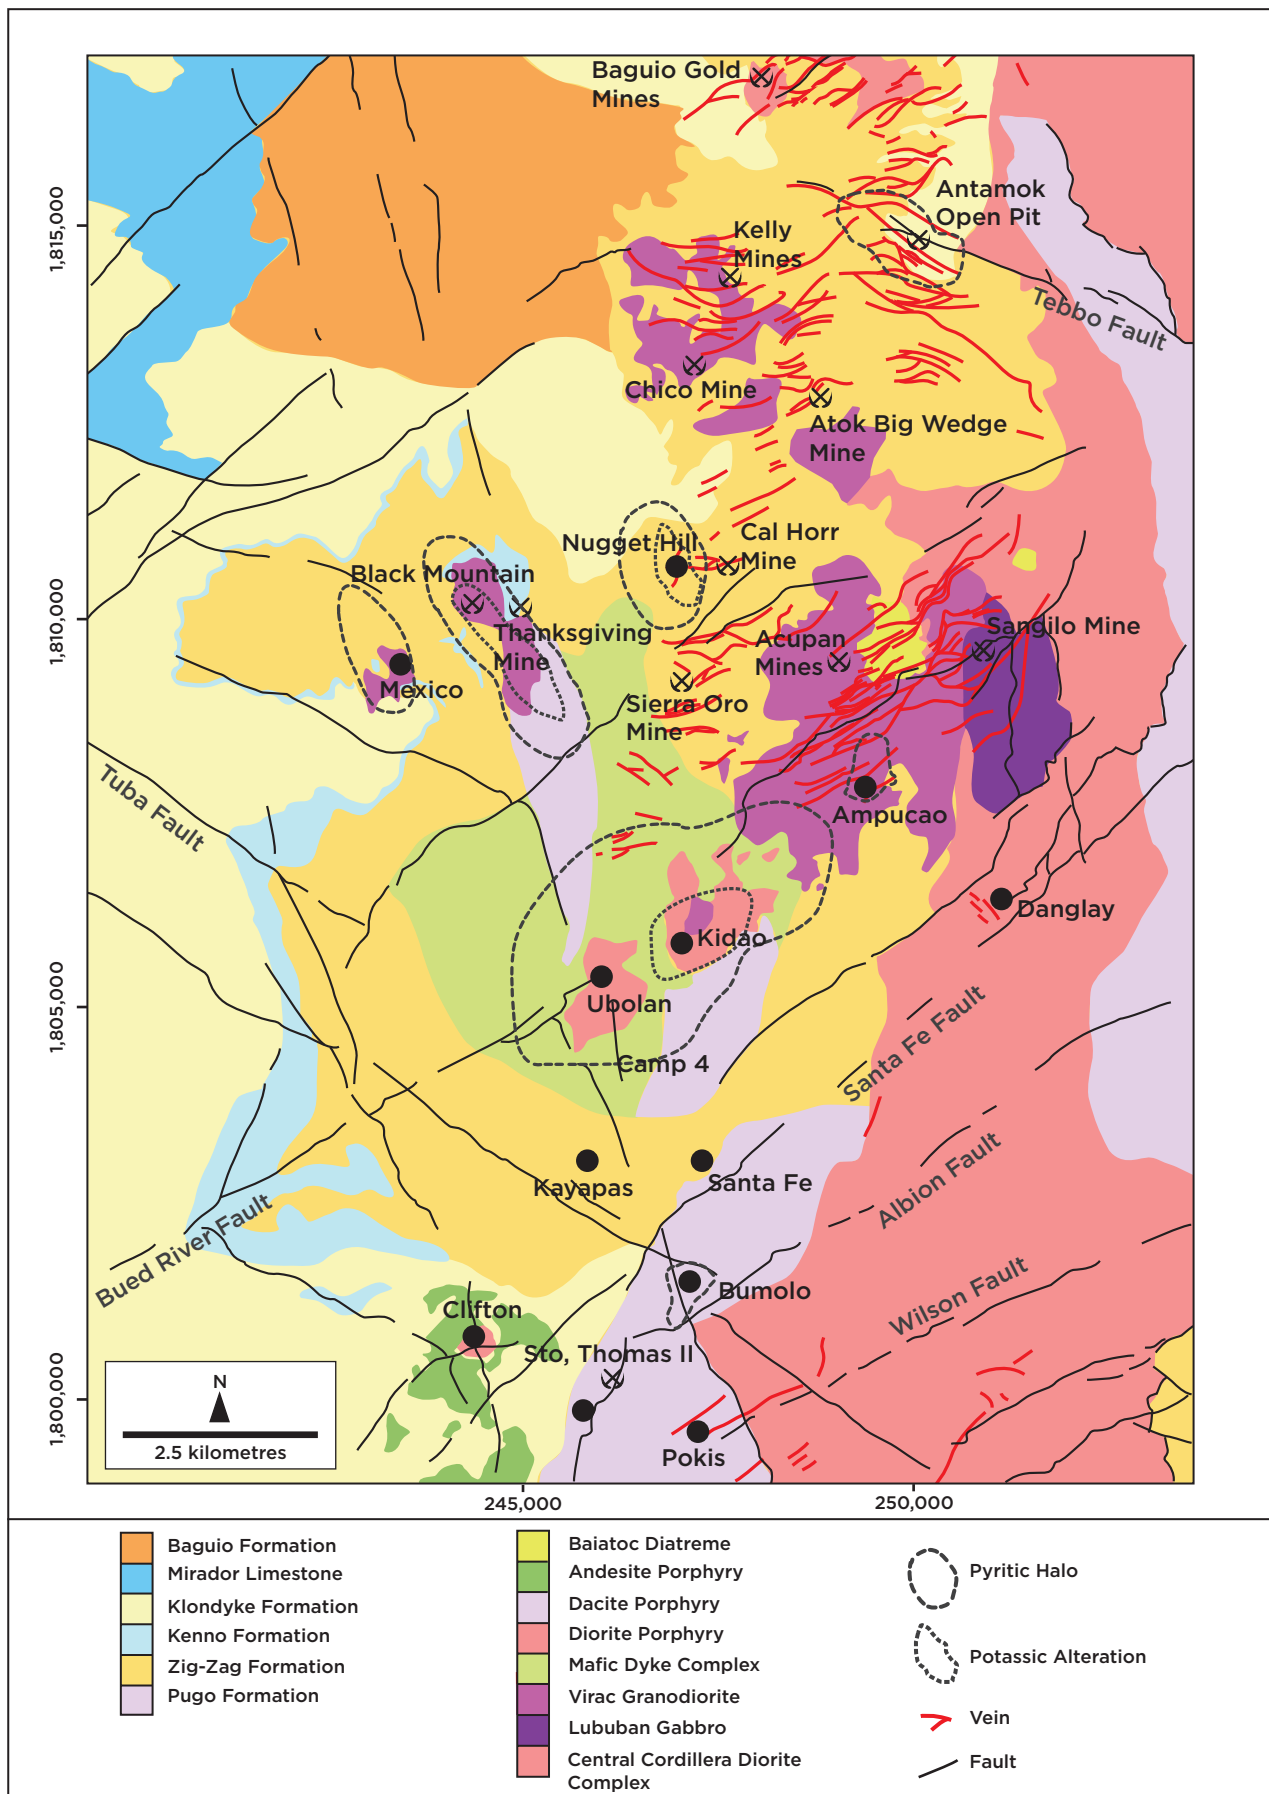 Baguio Gold
Mines
Antamok
Open Pit
1,815,000
Kelly
Mines
Tebbo Fault
Chico Mine
Atok Big Wedge
Mine
Nugget Hill
Cal Horr
Mine
Black Mountain
1,810,000
Thanksgiving
Mine
Acupan
Mines
Sangilo Mine
Mexico
Sierra Oro
Mine
Tuba Fault
Ampucao
Danglay
Kidao
Ubolan
1,805,000
Santa Fe Fault
Camp 4
Albion Fault
Kayapas
Santa Fe
Bued River Fault
Bumolo
Wilson Fault
Clifton
Sto, Thomas II
1,800,000
N
2.5 kilometres
Pokis
245,000
250,000
Baguio Formation
Mirador Limestone
Klondyke Formation
Kenno Formation
Zig-Zag Formation
Pugo Formation
Baiatoc Diatreme
Andesite Porphyry
Dacite Porphyry
Diorite Porphyry
Mafic Dyke Complex
Virac Granodiorite
Lububan Gabbro
Central Cordillera Diorite
Complex
Pyritic Halo
Potassic Alteration
Vein
Fault